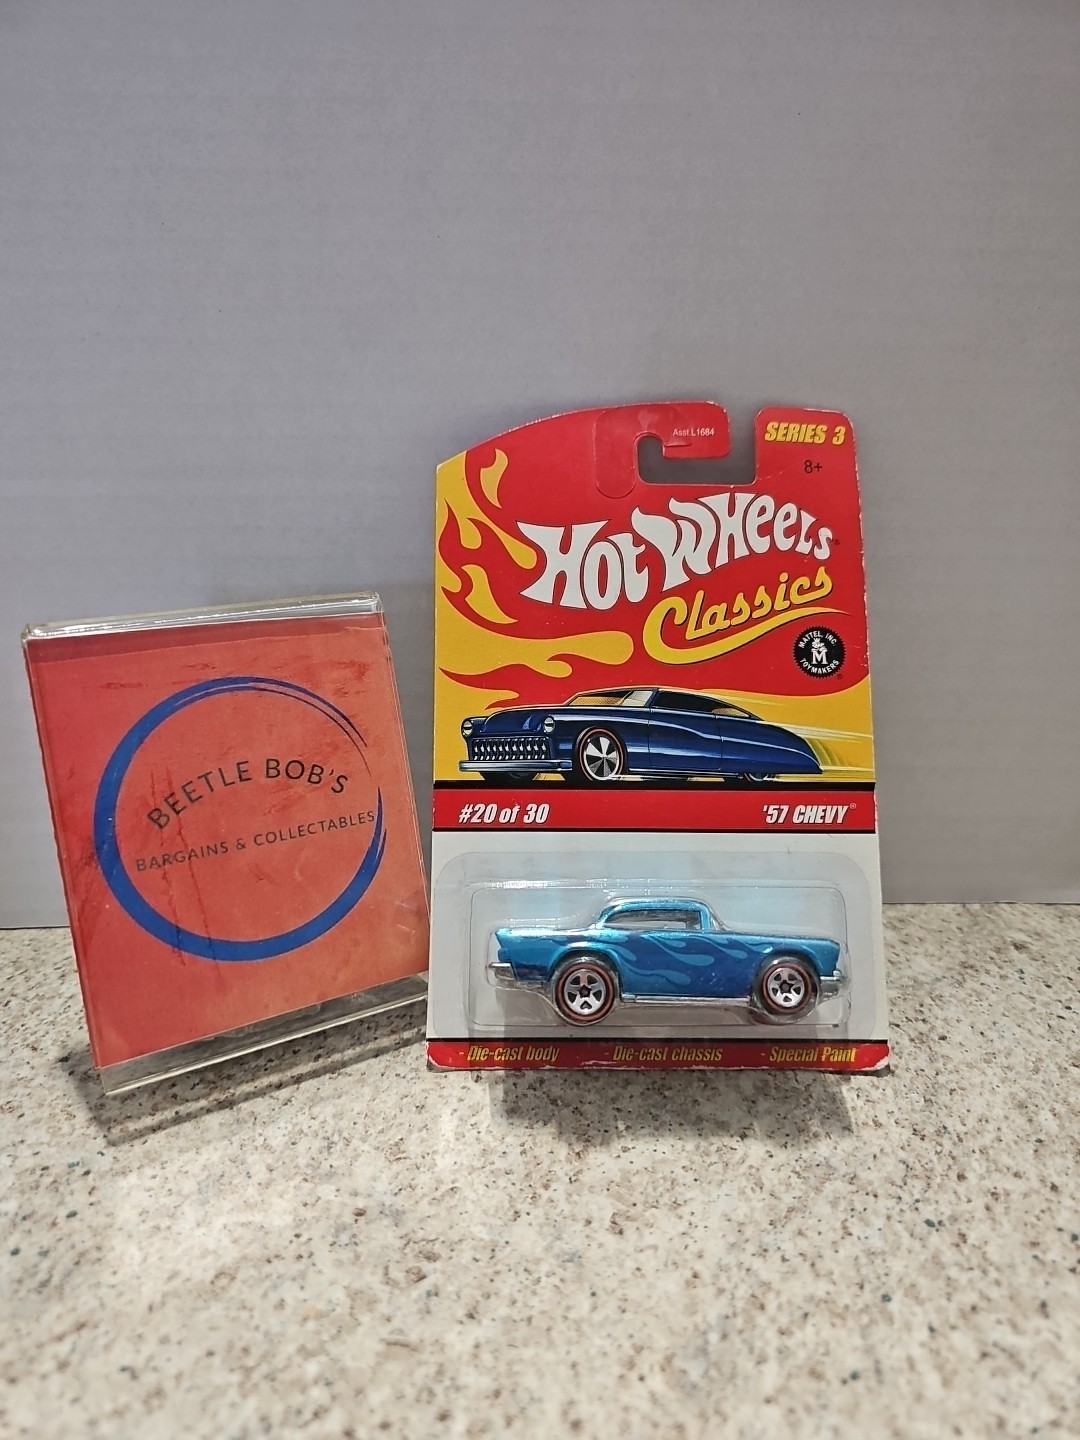 BEETLE BOB'S
BARGAINS & COLLECTABLES
Asst. L1684
SERIES 3
8+
Hot Wheels®
Classics
MATTEL, INC.
M
TOYMAKERS®
#20 of 30
'57 CHEVY®
- Die-cast body - Die-cast chassis - Special Paint